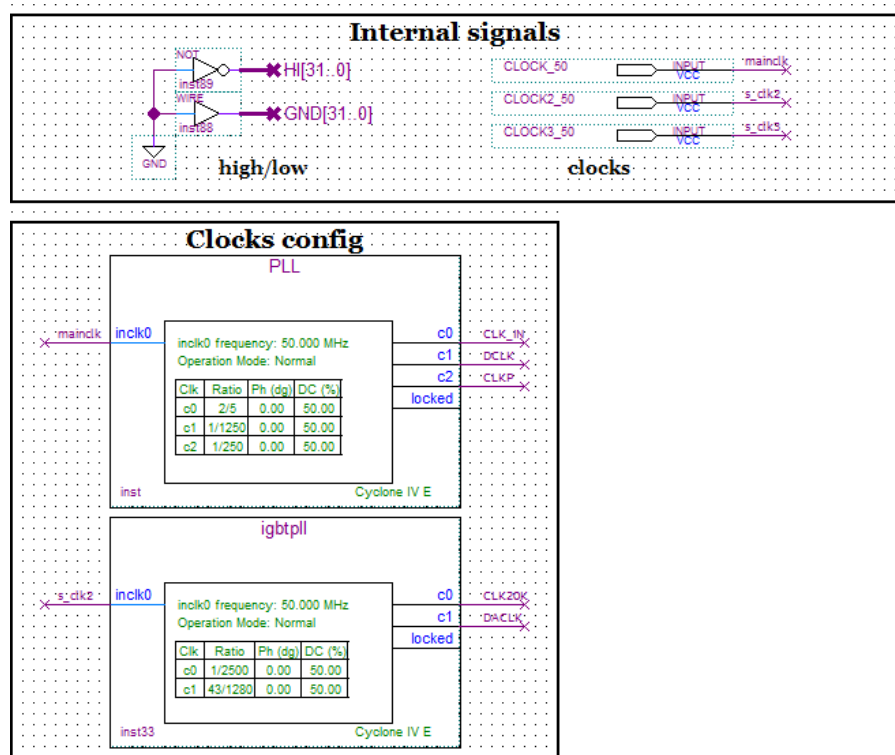 Internal signals
NOT
HI[31..0]
inst89
WIRE
GND[31..0]
inst88
GND
high/low
CLOCK_50 INPUT VCC mainclk
CLOCK2_50 INPUT VCC s_clk2
CLOCK3_50 INPUT VCC s_clk3
clocks
Clocks config
PLL
mainclk inclk0 c0 CLK_IN
inclk0 frequency: 50.000 MHz
c1 DCLK
Operation Mode: Normal
c2 CLKP
Clk Ratio Ph (dg) DC (%)
locked
c0 2/5 0.00 50.00
c1 1/1250 0.00 50.00
c2 1/250 0.00 50.00
inst Cyclone IV E
igbtpll
s_clk2 inclk0 c0 CLK20K
inclk0 frequency: 50.000 MHz
c1 DACLK
Operation Mode: Normal
locked
Clk Ratio Ph (dg) DC (%)
c0 1/2500 0.00 50.00
c1 43/1280 0.00 50.00
inst33 Cyclone IV E